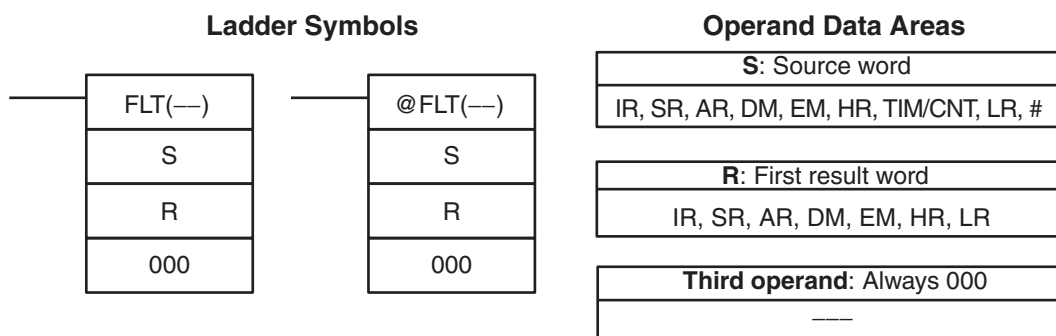 Ladder Symbols
FLT(––)
S
R
000
@FLT(––)
S
R
000
Operand Data Areas
S: Source word
IR, SR, AR, DM, EM, HR, TIM/CNT, LR, #
R: First result word
IR, SR, AR, DM, EM, HR, LR
Third operand: Always 000
–––